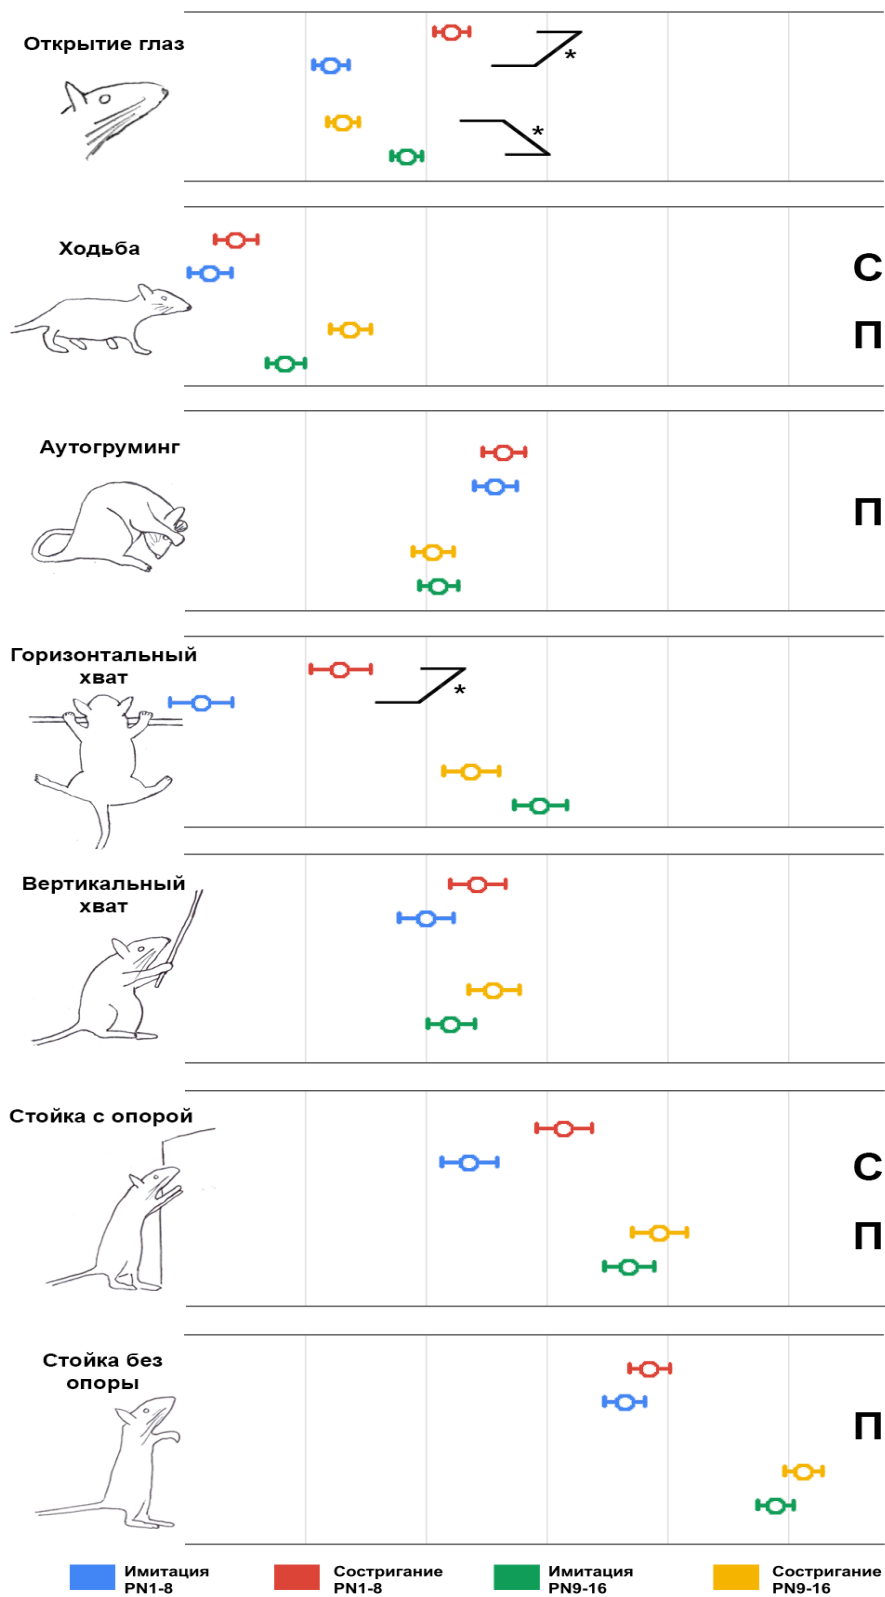 Открытие глаз
*
*
Ходьба
С
П
Аутогруминг
П
Горизонтальный
хват
*
Вертикальный
хват
Стойка с опорой
С
П
Стойка без
опоры
П
Имитация
PN1-8
Состригание
PN1-8
Имитация
PN9-16
Состригание
PN9-16